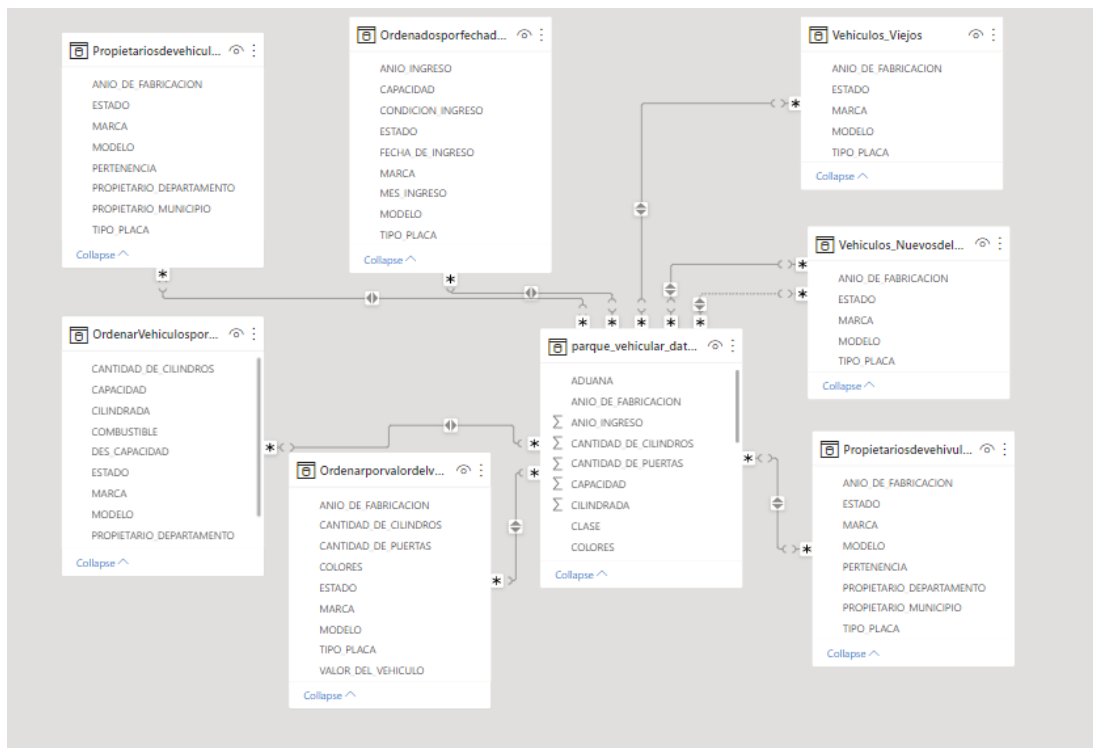 Propietariosdevehicul...
ANIO_DE_FABRICACION
ESTADO
MARCA
MODELO
PERTENENCIA
PROPIETARIO_DEPARTAMENTO
PROPIETARIO_MUNICIPIO
TIPO_PLACA
Collapse
Ordenadosporfechad...
ANIO_INGRESO
CAPACIDAD
CONDICION_INGRESO
ESTADO
FECHA_DE_INGRESO
MARCA
MES_INGRESO
MODELO
TIPO_PLACA
Collapse
Vehiculos_Viejos
ANIO_DE_FABRICACION
ESTADO
MARCA
MODELO
TIPO_PLACA
Collapse
Vehiculos_Nuevosdel...
ANIO_DE_FABRICACION
ESTADO
MARCA
MODELO
TIPO_PLACA
Collapse
OrdenarVehiculospor...
CANTIDAD_DE_CILINDROS
CAPACIDAD
CILINDRADA
COMBUSTIBLE
DES_CAPACIDAD
ESTADO
MARCA
MODELO
PROPIETARIO_DEPARTAMENTO
Collapse
Ordenarporvalordelv...
ANIO_DE_FABRICACION
CANTIDAD_DE_CILINDROS
CANTIDAD_DE_PUERTAS
COLORES
ESTADO
MARCA
MODELO
TIPO_PLACA
VALOR_DEL_VEHICULO
Collapse
parque_vehicular_dat...
ADUANA
ANIO_DE_FABRICACION
∑ ANIO_INGRESO
∑ CANTIDAD_DE_CILINDROS
∑ CANTIDAD_DE_PUERTAS
∑ CAPACIDAD
∑ CILINDRADA
CLASE
COLORES
Collapse
Propietariosdevehivul...
ANIO_DE_FABRICACION
ESTADO
MARCA
MODELO
PERTENENCIA
PROPIETARIO_DEPARTAMENTO
PROPIETARIO_MUNICIPIO
TIPO_PLACA
Collapse